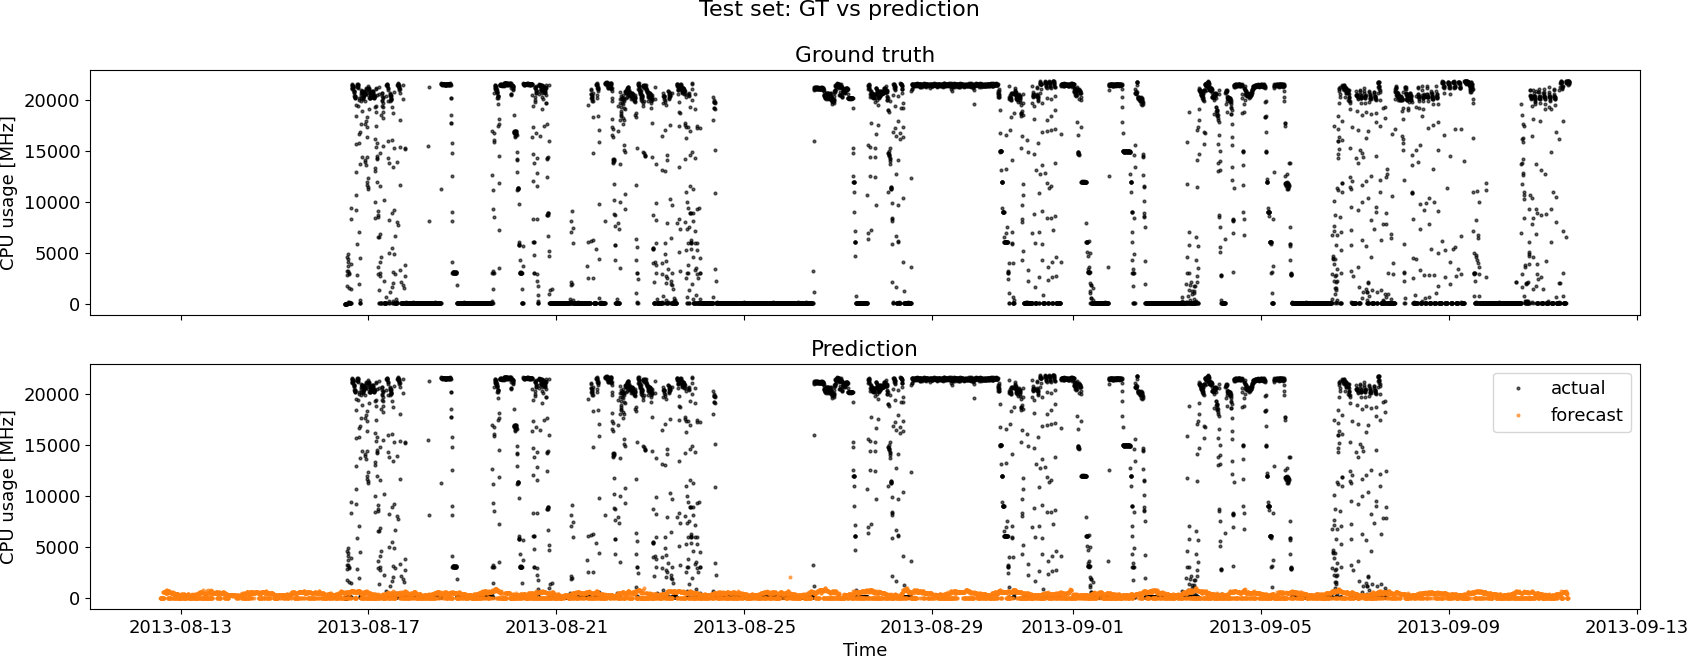 Test set: GT vs prediction
Ground truth
CPU usage [MHz]
20000
15000
10000
5000
0
Prediction
CPU usage [MHz]
20000
15000
10000
5000
0
actual
forecast
2013-08-13 2013-08-17 2013-08-21 2013-08-25 2013-08-29 2013-09-01 2013-09-05 2013-09-09 2013-09-13
Time